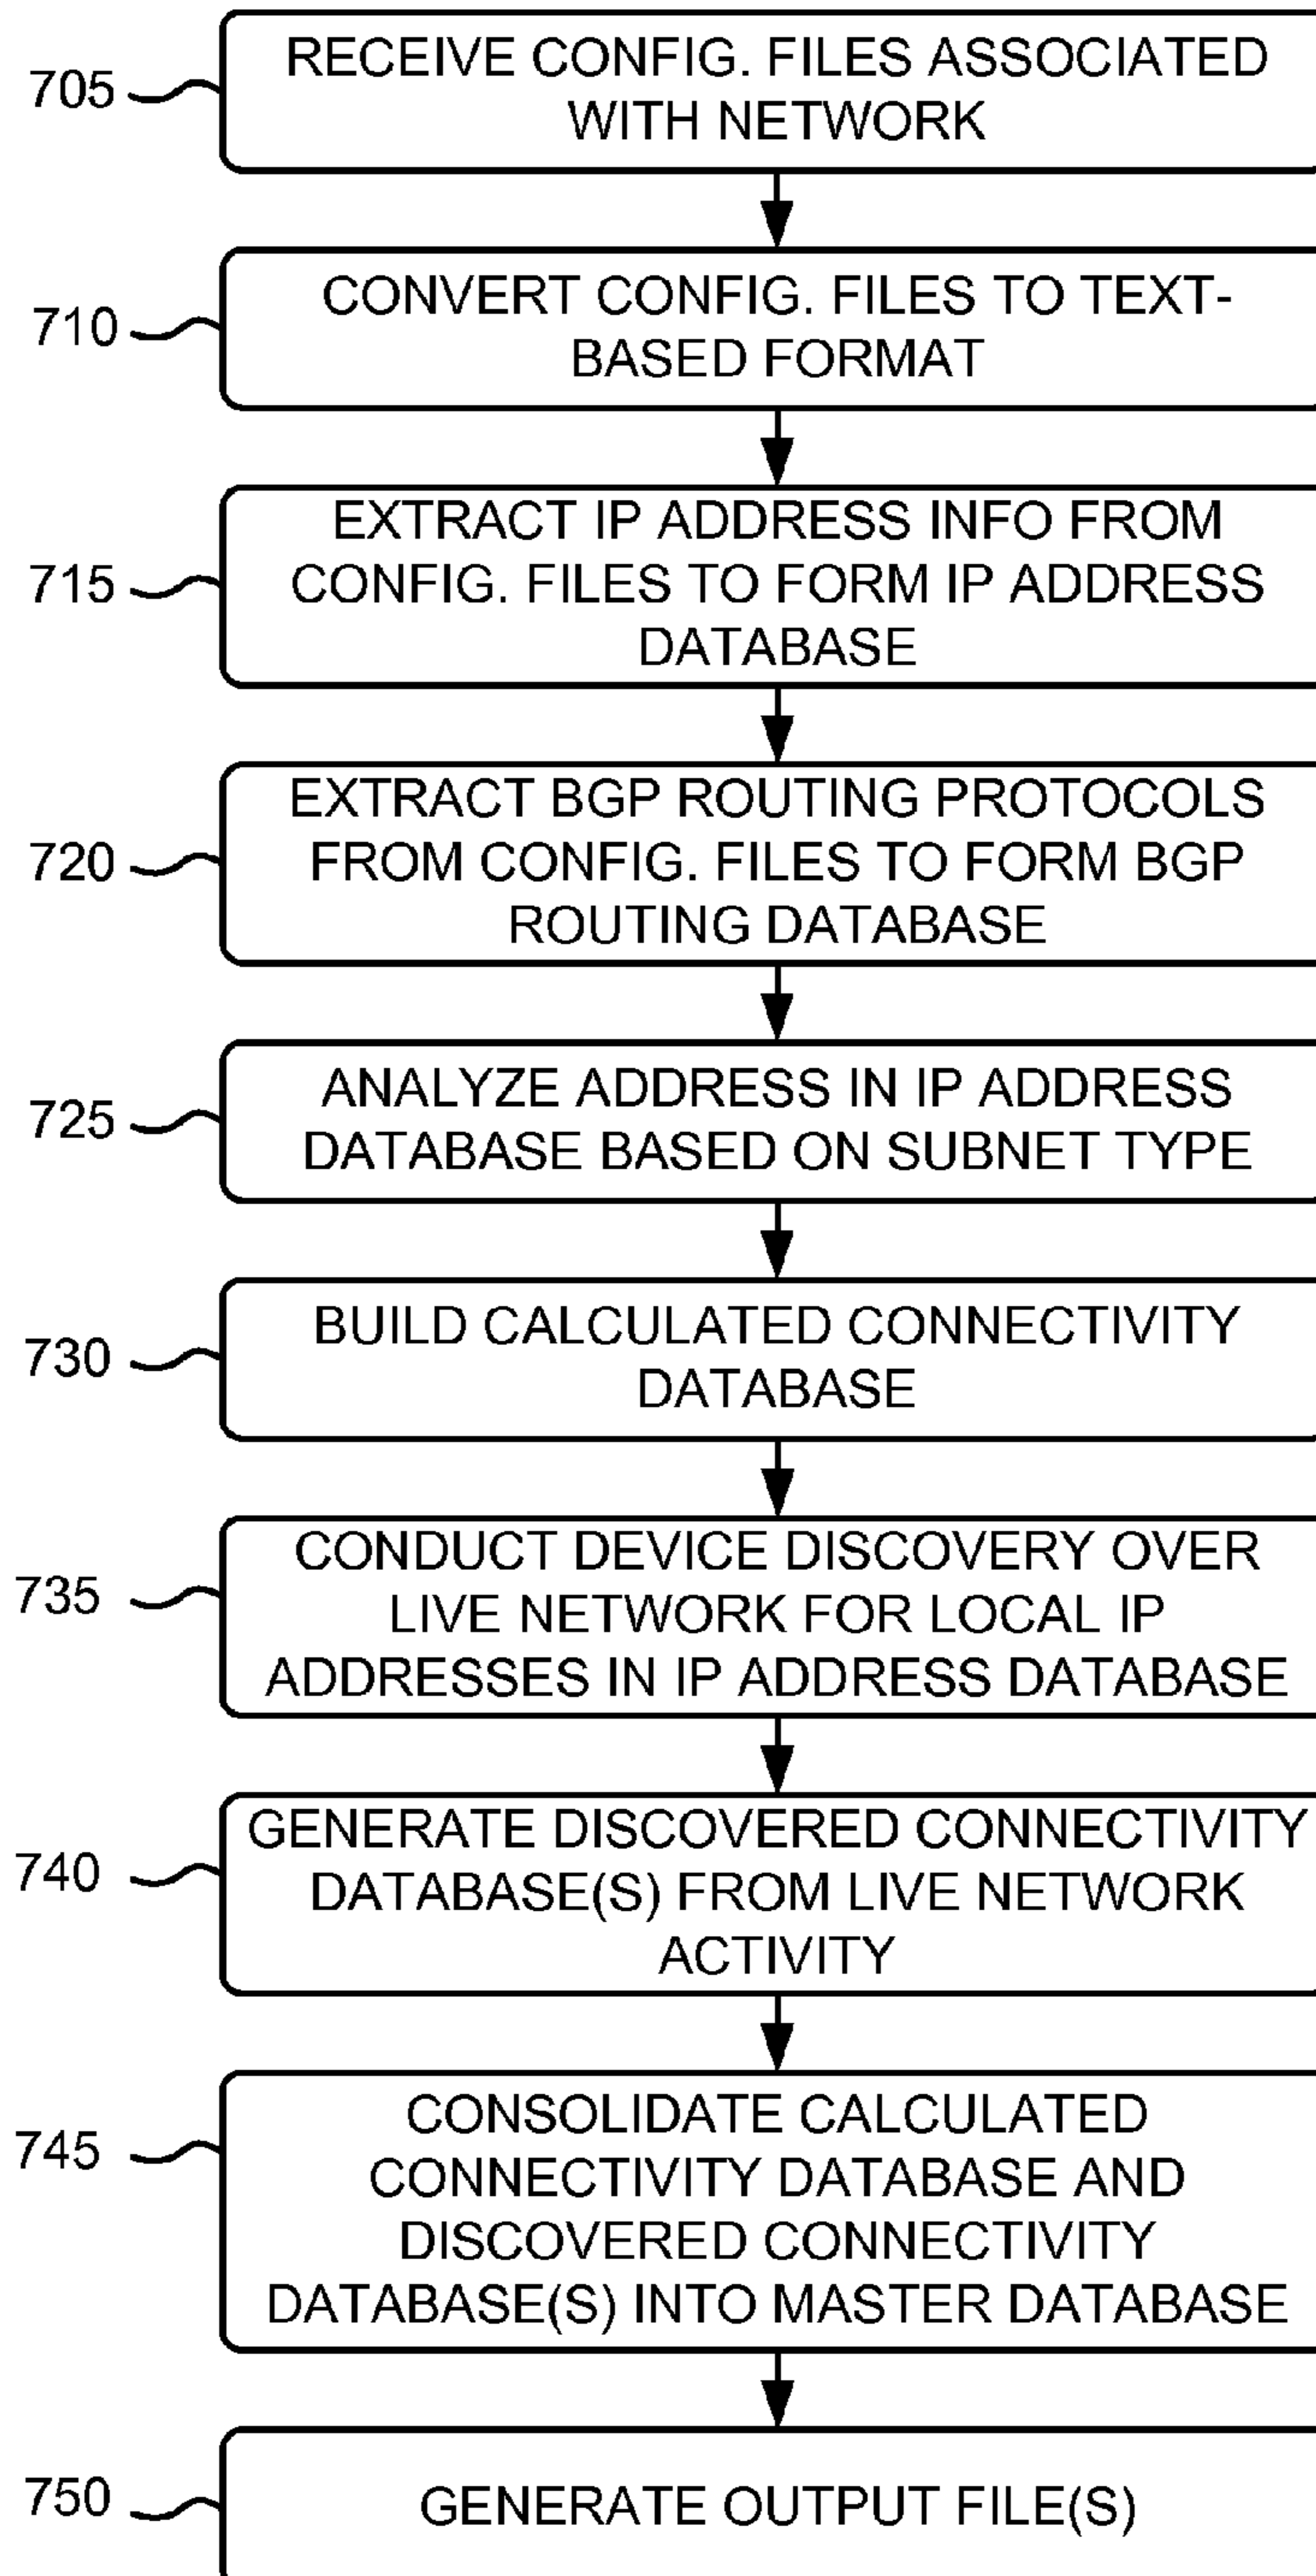 705
RECEIVE CONFIG. FILES ASSOCIATED
WITH NETWORK
710
CONVERT CONFIG. FILES TO TEXT-
BASED FORMAT
715
EXTRACT IP ADDRESS INFO FROM
CONFIG. FILES TO FORM IP ADDRESS
DATABASE
720
EXTRACT BGP ROUTING PROTOCOLS
FROM CONFIG. FILES TO FORM BGP
ROUTING DATABASE
725
ANALYZE ADDRESS IN IP ADDRESS
DATABASE BASED ON SUBNET TYPE
730
BUILD CALCULATED CONNECTIVITY
DATABASE
735
CONDUCT DEVICE DISCOVERY OVER
LIVE NETWORK FOR LOCAL IP
ADDRESSES IN IP ADDRESS DATABASE
740
GENERATE DISCOVERED CONNECTIVITY
DATABASE(S) FROM LIVE NETWORK
ACTIVITY
745
CONSOLIDATE CALCULATED
CONNECTIVITY DATABASE AND
DISCOVERED CONNECTIVITY
DATABASE(S) INTO MASTER DATABASE
750
GENERATE OUTPUT FILE(S)